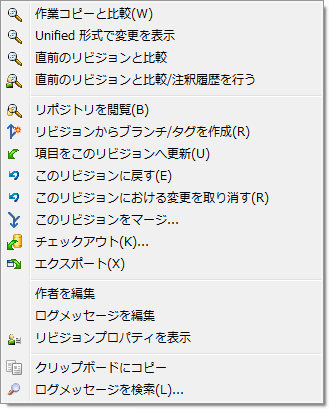 作業コピーと比較(W)
Unified 形式で変更を表示
直前のリビジョンと比較
直前のリビジョンと比較/注釈履歴を行う
リポジトリを閲覧(B)
リビジョンからブランチ/タグを作成(R)
項目をこのリビジョンへ更新(U)
このリビジョンに戻す(E)
このリビジョンにおける変更を取り消す(R)
このリビジョンをマージ...
チェックアウト(K)...
エクスポート(X)
作者を編集
ログメッセージを編集
リビジョンプロパティを表示
クリップボードにコピー
ログメッセージを検索(L)...